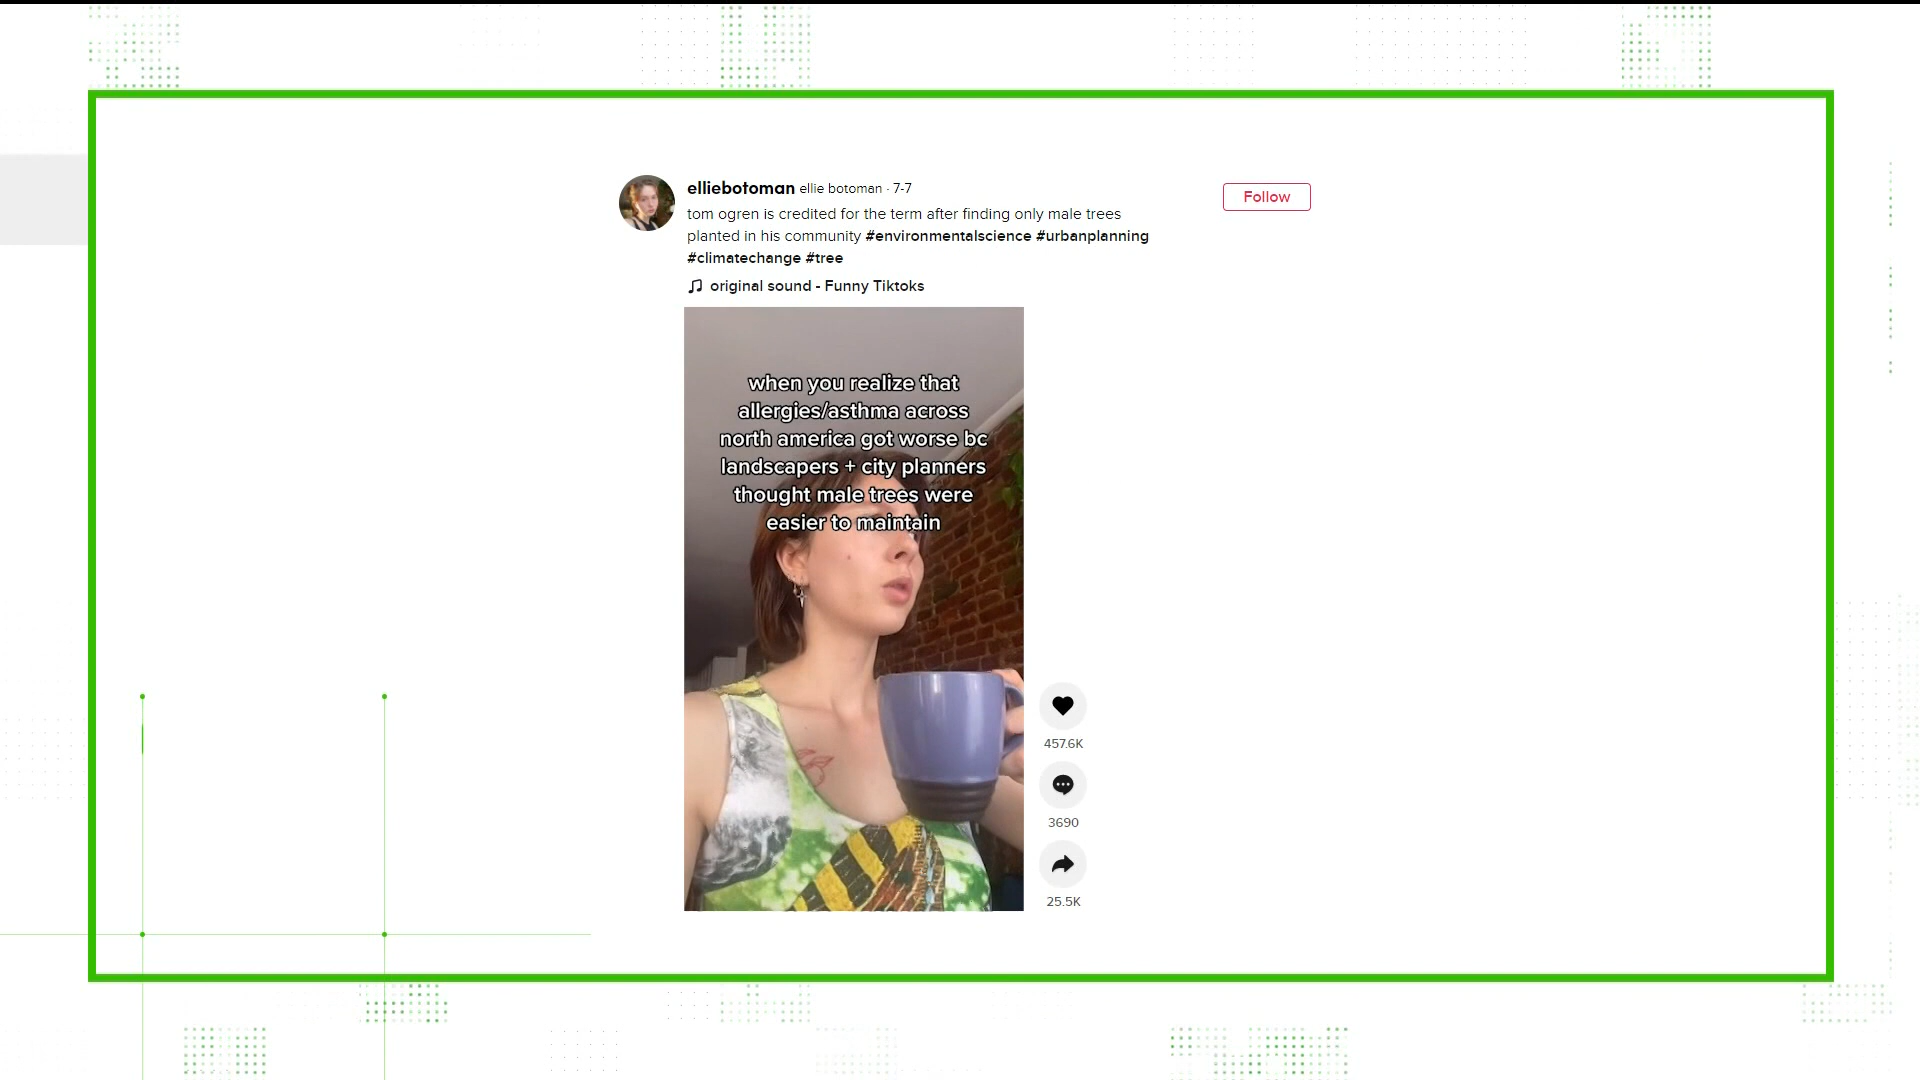 elliebotoman ellie botoman · 7-7
Follow
tom ogren is credited for the term after finding only male trees
planted in his community #environmentalscience #urbanplanning
#climatechange #tree
original sound - Funny Tiktoks
when you realize that
allergies/asthma across
north america got worse bc
landscapers + city planners
thought male trees were
easier to maintain
457.6K
3690
25.5K